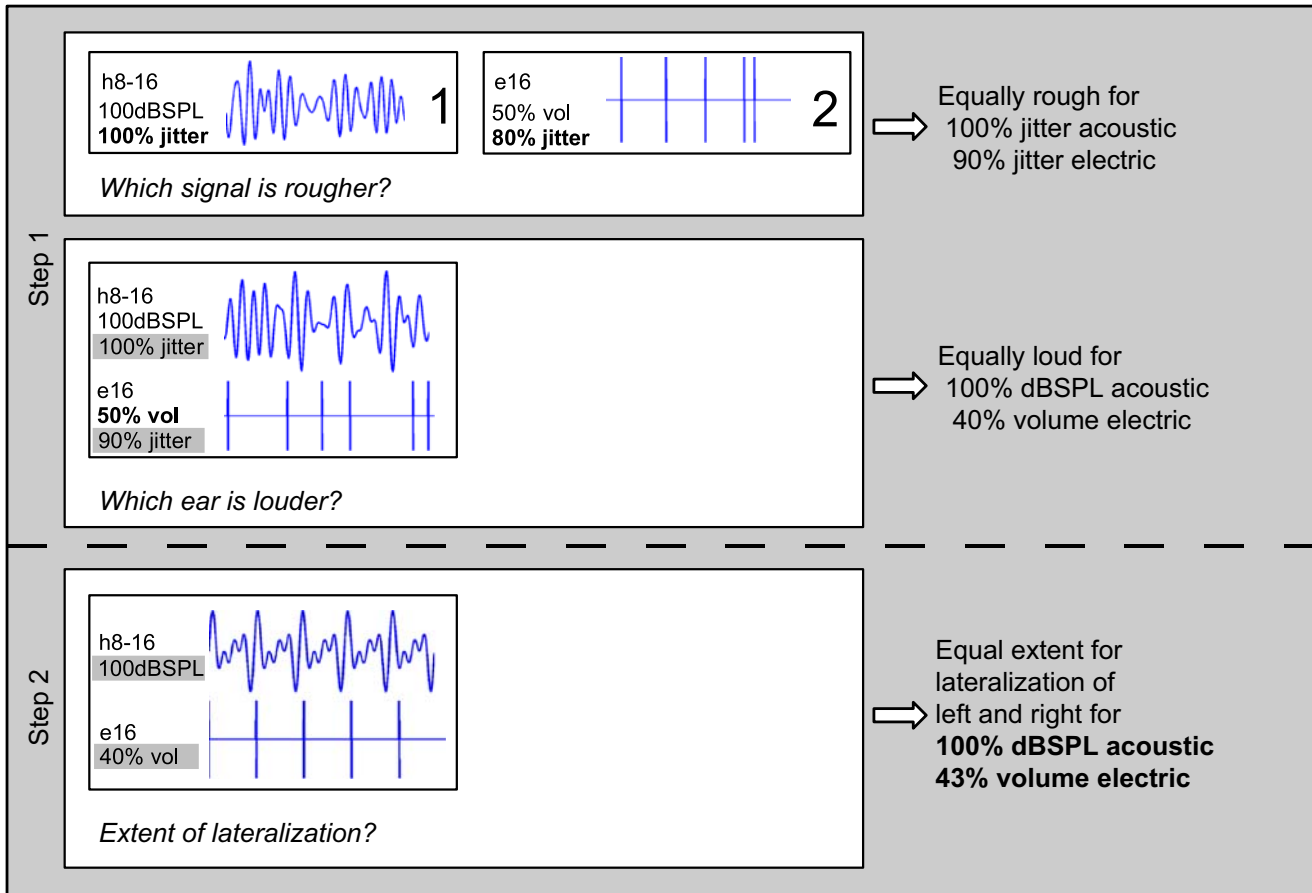 Step 1
h8-16
100dBSPL
100% jitter
1
e16
50% vol
80% jitter
2
Which signal is rougher?
Equally rough for
100% jitter acoustic
90% jitter electric
h8-16
100dBSPL
100% jitter
e16
50% vol
90% jitter
Which ear is louder?
Equally loud for
100% dBSPL acoustic
40% volume electric
Step 2
h8-16
100dBSPL
e16
40% vol
Extent of lateralization?
Equal extent for
lateralization of
left and right for
100% dBSPL acoustic
43% volume electric